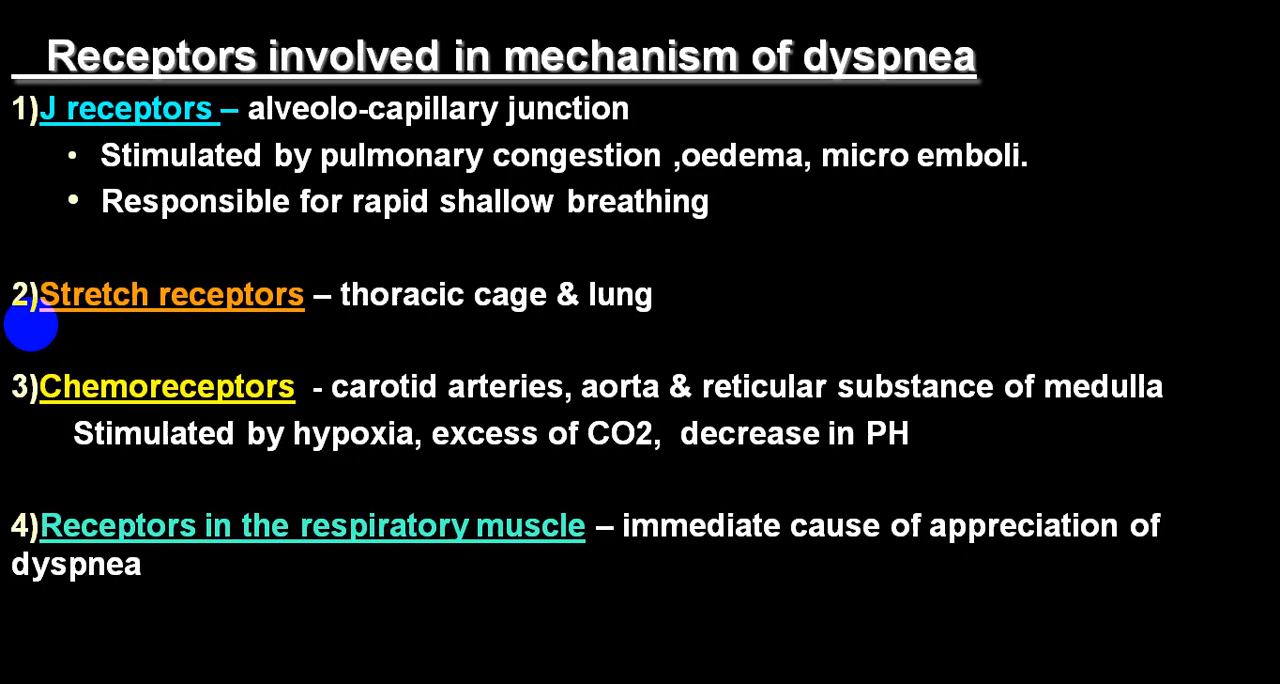 Receptors involved in mechanism of dyspnea
1)J receptors – alveolo-capillary junction
• Stimulated by pulmonary congestion ,oedema, micro emboli.
• Responsible for rapid shallow breathing
2)Stretch receptors – thoracic cage & lung
3)Chemoreceptors - carotid arteries, aorta & reticular substance of medulla
Stimulated by hypoxia, excess of CO2, decrease in PH
4)Receptors in the respiratory muscle – immediate cause of appreciation of
dyspnea